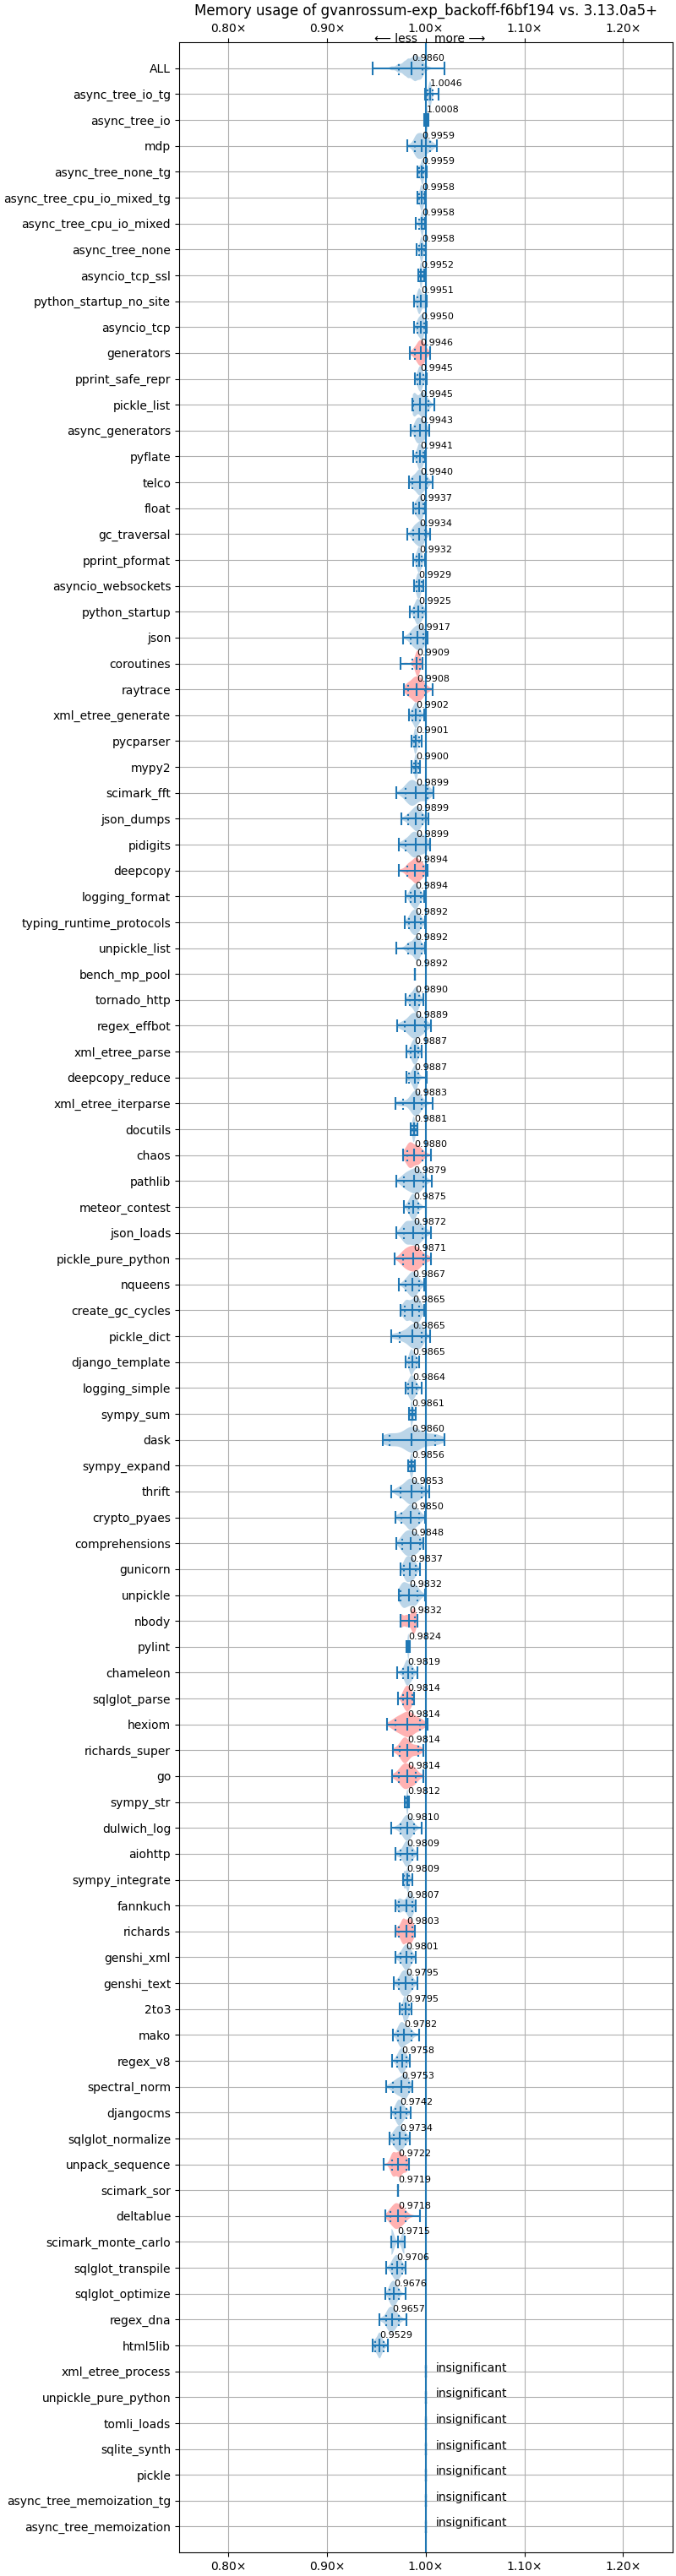 Memory usage of gvanrossum-exp_backoff-f6bf194 vs. 3.13.0a5+
0.80× 0.90× 1.00× 1.10× 1.20×
⟵ less more ⟶
ALL 0.9860
async_tree_io_tg 1.0046
async_tree_io 1.0008
mdp 0.9959
async_tree_none_tg 0.9959
async_tree_cpu_io_mixed_tg 0.9958
async_tree_cpu_io_mixed 0.9958
async_tree_none 0.9958
asyncio_tcp_ssl 0.9952
python_startup_no_site 0.9951
asyncio_tcp 0.9950
generators 0.9946
pprint_safe_repr 0.9945
pickle_list 0.9945
async_generators 0.9943
pyflate 0.9941
telco 0.9940
float 0.9937
gc_traversal 0.9934
pprint_pformat 0.9932
asyncio_websockets 0.9929
python_startup 0.9925
json 0.9917
coroutines 0.9909
raytrace 0.9908
xml_etree_generate 0.9902
pycparser 0.9901
mypy2 0.9900
scimark_fft 0.9899
json_dumps 0.9899
pidigits 0.9899
deepcopy 0.9894
logging_format 0.9894
typing_runtime_protocols 0.9892
unpickle_list 0.9892
bench_mp_pool 0.9892
tornado_http 0.9890
regex_effbot 0.9889
xml_etree_parse 0.9887
deepcopy_reduce 0.9887
xml_etree_iterparse 0.9883
docutils 0.9881
chaos 0.9880
pathlib 0.9879
meteor_contest 0.9875
json_loads 0.9872
pickle_pure_python 0.9871
nqueens 0.9867
create_gc_cycles 0.9865
pickle_dict 0.9865
django_template 0.9865
logging_simple 0.9864
sympy_sum 0.9861
dask 0.9860
sympy_expand 0.9856
thrift 0.9853
crypto_pyaes 0.9850
comprehensions 0.9848
gunicorn 0.9837
unpickle 0.9832
nbody 0.9832
pylint 0.9824
chameleon 0.9819
sqlglot_parse 0.9814
hexiom 0.9814
richards_super 0.9814
go 0.9814
sympy_str 0.9812
dulwich_log 0.9810
aiohttp 0.9809
sympy_integrate 0.9809
fannkuch 0.9807
richards 0.9803
genshi_xml 0.9801
genshi_text 0.9795
2to3 0.9795
mako 0.9782
regex_v8 0.9758
spectral_norm 0.9753
djangocms 0.9742
sqlglot_normalize 0.9734
unpack_sequence 0.9722
scimark_sor 0.9719
deltablue 0.9718
scimark_monte_carlo 0.9715
sqlglot_transpile 0.9706
sqlglot_optimize 0.9676
regex_dna 0.9657
html5lib 0.9529
xml_etree_process insignificant
unpickle_pure_python insignificant
tomli_loads insignificant
sqlite_synth insignificant
pickle insignificant
async_tree_memoization_tg insignificant
async_tree_memoization insignificant
0.80× 0.90× 1.00× 1.10× 1.20×